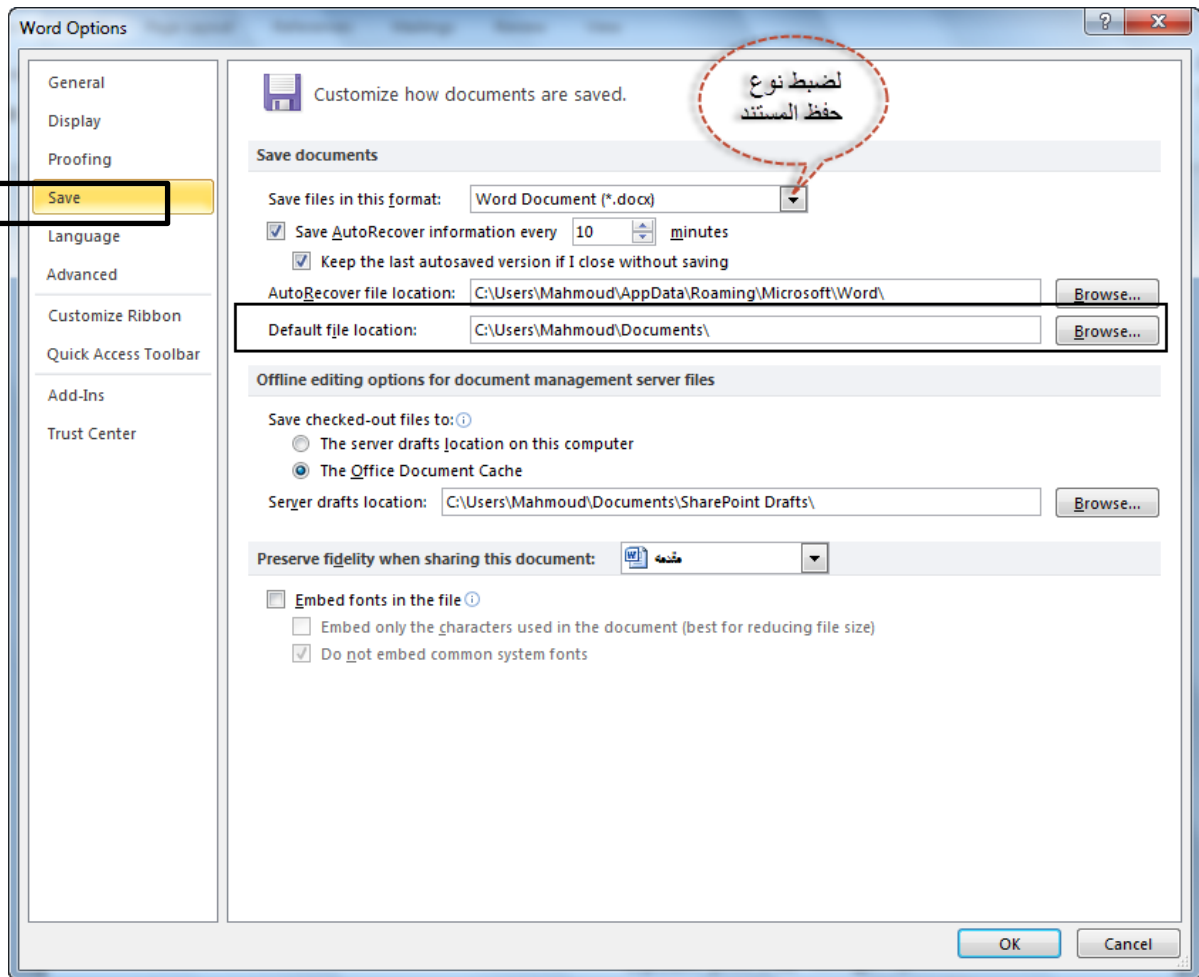 Word Options
General
Display
Proofing
Save
Language
Advanced
Customize Ribbon
Quick Access Toolbar
Add-Ins
Trust Center
Customize how documents are saved.
لضبط نوع
حفظ المستند
Save documents
Save files in this format: Word Document (*.docx)
Save AutoRecover information every 10 minutes
Keep the last autosaved version if I close without saving
AutoRecover file location: C:\Users\Mahmoud\AppData\Roaming\Microsoft\Word\ Browse...
Default file location: C:\Users\Mahmoud\Documents\ Browse...
Offline editing options for document management server files
Save checked-out files to:
The server drafts location on this computer
The Office Document Cache
Server drafts location: C:\Users\Mahmoud\Documents\SharePoint Drafts\ Browse...
Preserve fidelity when sharing this document: مقدمه
Embed fonts in the file
Embed only the characters used in the document (best for reducing file size)
Do not embed common system fonts
OK Cancel